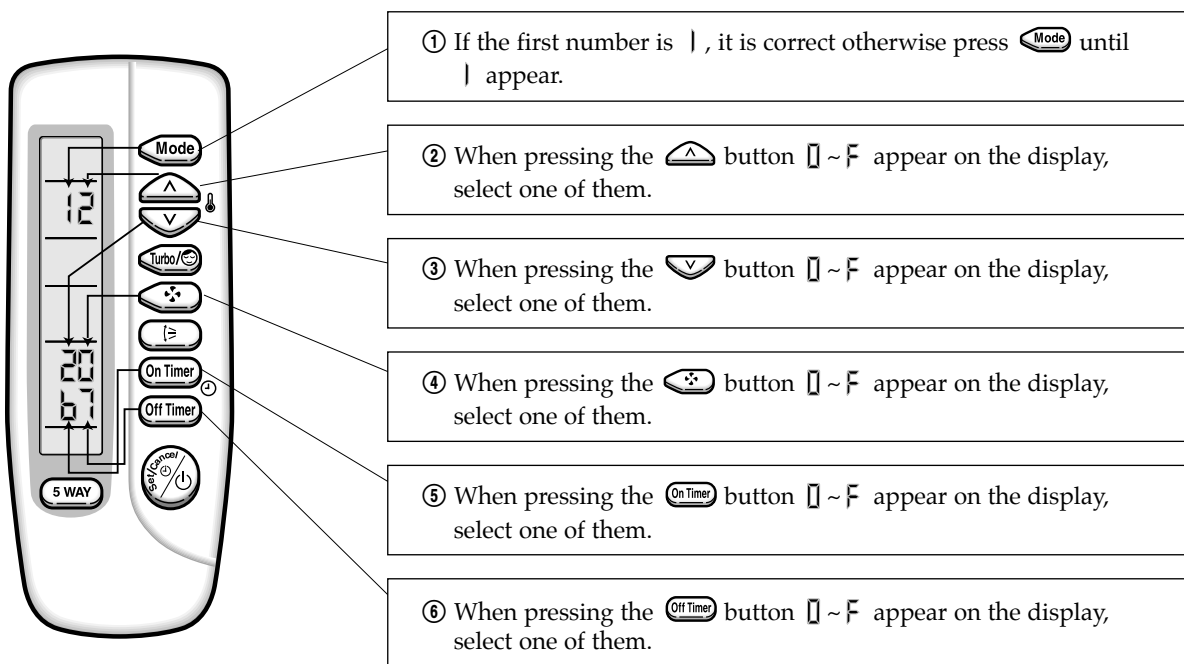 Mode
12
Turbo/
20
On Timer
b7
Off Timer
Set/Cancel
5 WAY
① If the first number is 1 , it is correct otherwise press Mode until
1 appear.
② When pressing the ∧ button 0 ~ F appear on the display,
select one of them.
③ When pressing the ∨ button 0 ~ F appear on the display,
select one of them.
④ When pressing the button 0 ~ F appear on the display,
select one of them.
⑤ When pressing the On Timer button 0 ~ F appear on the display,
select one of them.
⑥ When pressing the Off Timer button 0 ~ F appear on the display,
select one of them.